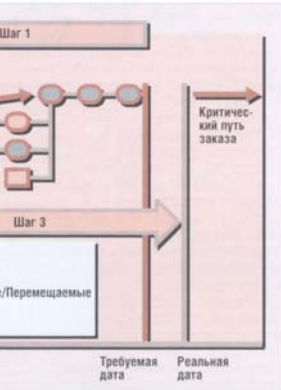 Шаг 1
Критичес-
кий путь
заказа
Шаг 3
/Перемещаемые
Требуемая
дата
Реальная
дата